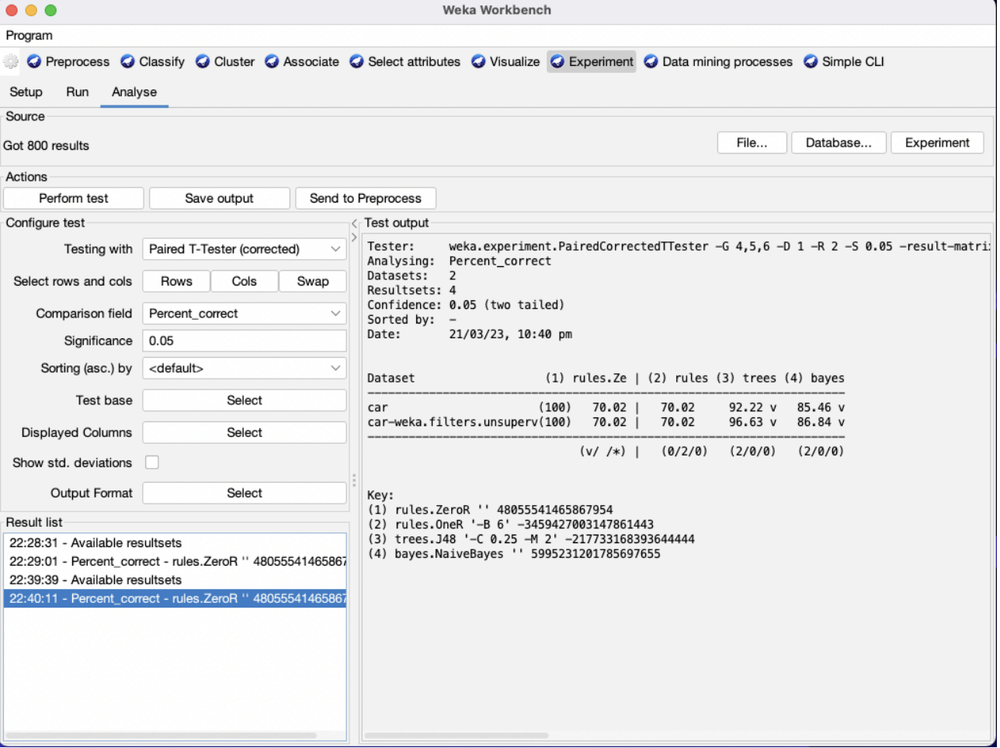 Weka Workbench
Program
Preprocess Classify Cluster Associate Select attributes Visualize Experiment Data mining processes Simple CLI
Setup Run Analyse
Source
Got 800 results File... Database... Experiment
Actions
Perform test Save output Send to Preprocess
Configure test
Testing with Paired T-Tester (corrected)
Select rows and cols Rows Cols Swap
Comparison field Percent_correct
Significance 0.05
Sorting (asc.) by <default>
Test base Select
Displayed Columns Select
Show std. deviations
Output Format Select
Result list
22:28:31 - Available resultsets
22:29:01 - Percent_correct - rules.ZeroR '' 48055541465867
22:39:39 - Available resultsets
22:40:11 - Percent_correct - rules.ZeroR '' 48055541465867
Test output
Tester: weka.experiment.PairedCorrectedTTester -G 4,5,6 -D 1 -R 2 -S 0.05 -result-matri
Analysing: Percent_correct
Datasets: 2
Resultsets: 4
Confidence: 0.05 (two tailed)
Sorted by: -
Date: 21/03/23, 10:40 pm
Dataset (1) rules.Ze | (2) rules (3) trees (4) bayes
car (100) 70.02 | 70.02 92.22 v 85.46 v
car-weka.filters.unsuperv(100) 70.02 | 70.02 96.63 v 86.84 v
(v/ /*) | (0/2/0) (2/0/0) (2/0/0)
Key:
(1) rules.ZeroR '' 48055541465867954
(2) rules.OneR '-B 6' -3459427003147861443
(3) trees.J48 '-C 0.25 -M 2' -217733168393644444
(4) bayes.NaiveBayes '' 5995231201785697655